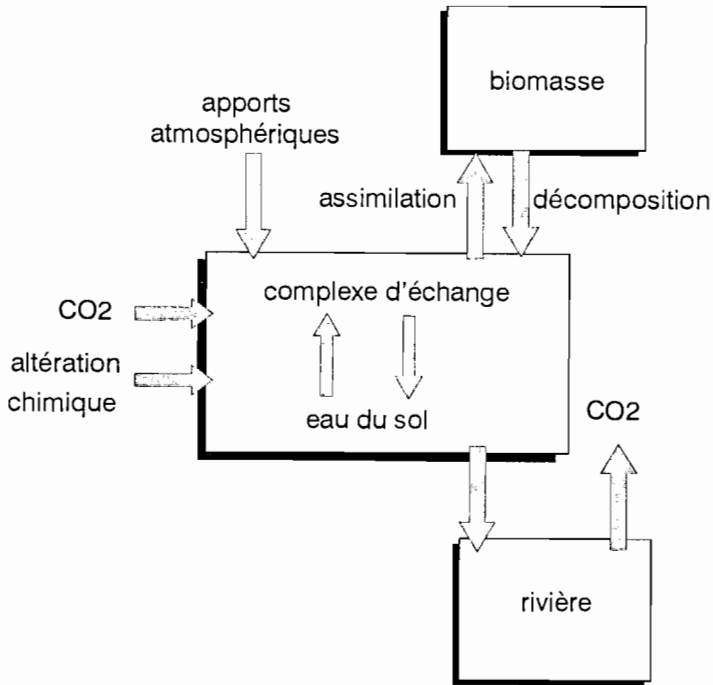 biomasse
apports
atmosphériques
assimilation
décomposition
complexe d'échange
CO2
altération
chimique
eau du sol
CO2
rivière